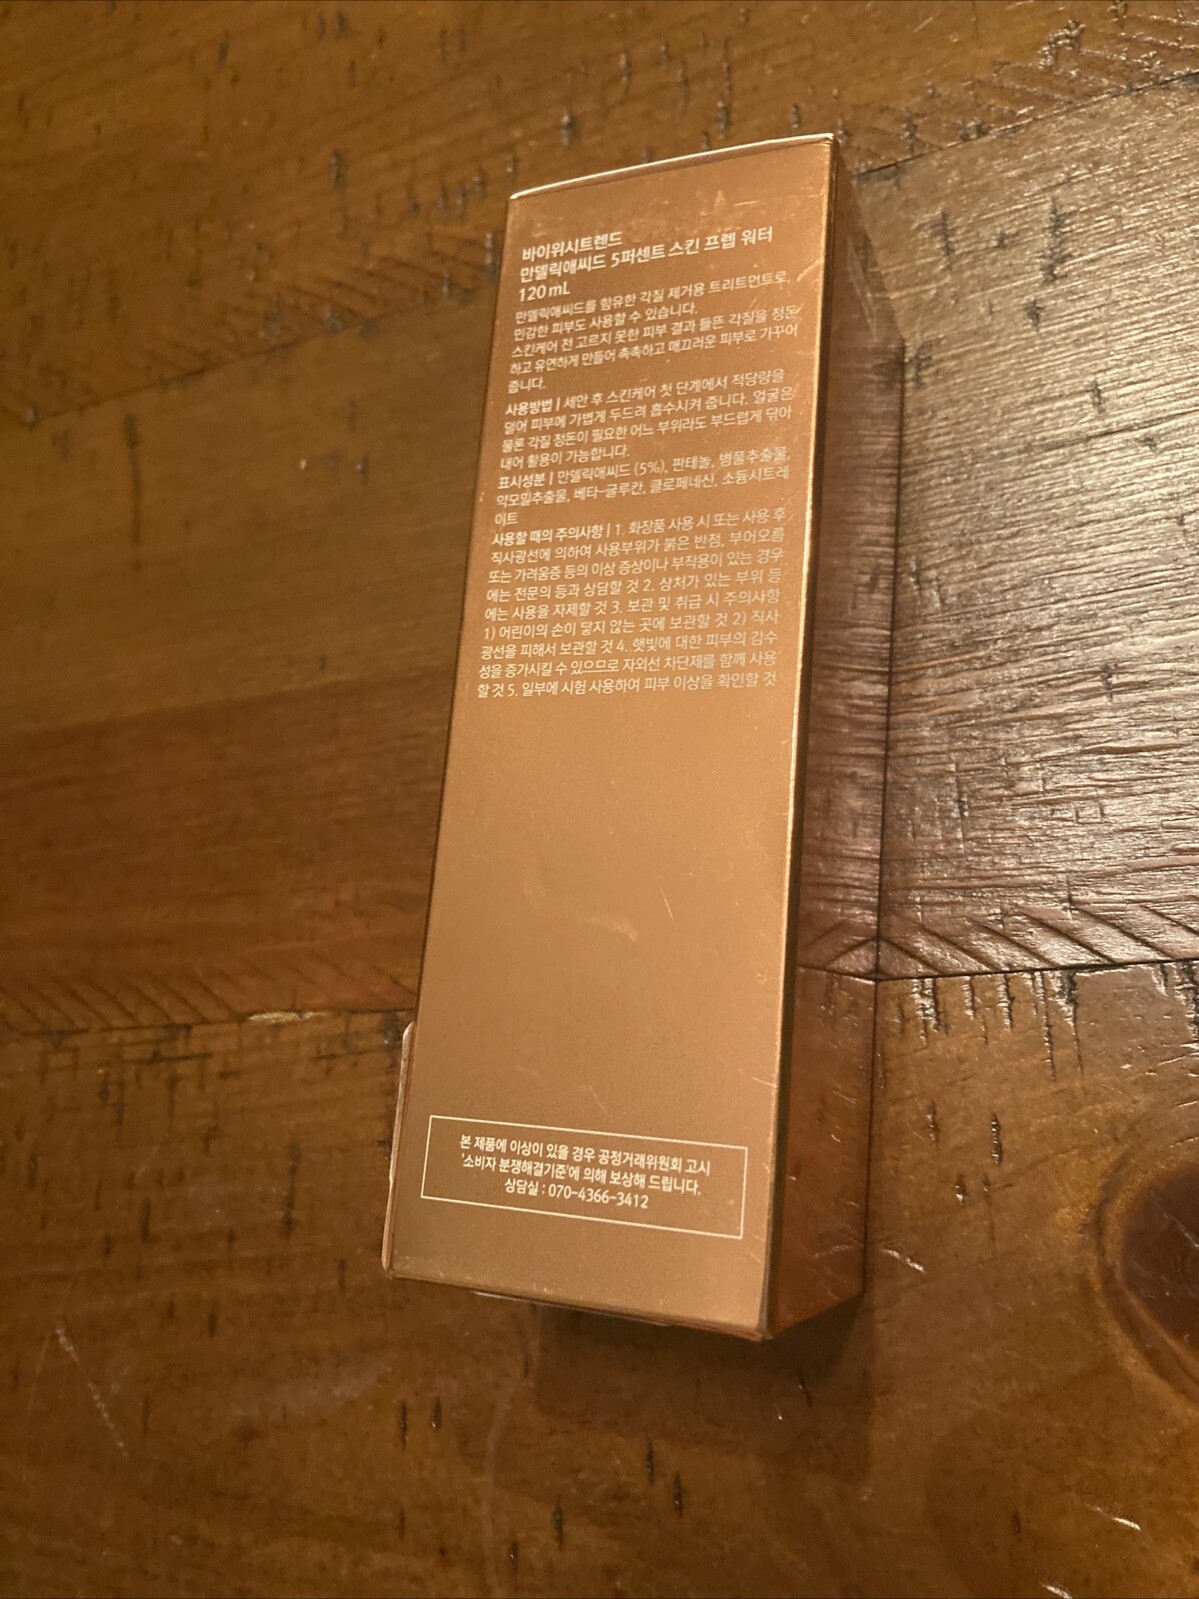 바이위시트렌드
만델릭애씨드 5퍼센트 스킨 프렙 워터
120 mL
만델릭애씨드를 함유한 각질 제거용 트리트먼트로,
민감한 피부도 사용할 수 있습니다.
스킨케어 전 고르지 못한 피부 결과 들뜬 각질을 정돈
하고 유연하게 만들어 촉촉하고 매끄러운 피부로 가꾸어
줍니다.
사용방법 | 세안 후 스킨케어 첫 단계에서 적당량을
덜어 피부에 가볍게 두드려 흡수시켜 줍니다. 얼굴은
물론 각질 정돈이 필요한 어느 부위라도 부드럽게 닦아
내어 활용이 가능합니다.
표시성분 | 만델릭애씨드 (5%), 판테놀, 병풀추출물,
약모밀추출물, 베타-글루칸, 클로페네신, 소듐시트레
이트
사용할 때의 주의사항 | 1. 화장품 사용 시 또는 사용 후
직사광선에 의하여 사용부위가 붉은 반점, 부어오름
또는 가려움증 등의 이상 증상이나 부작용이 있는 경우
에는 전문의 등과 상담할 것 2. 상처가 있는 부위 등
에는 사용을 자제할 것 3. 보관 및 취급 시 주의사항
1) 어린이의 손이 닿지 않는 곳에 보관할 것 2) 직사
광선을 피해서 보관할 것 4. 햇빛에 대한 피부의 감수
성을 증가시킬 수 있으므로 자외선 차단제를 함께 사용
할 것 5. 일부에 시험 사용하여 피부 이상을 확인할 것
본 제품에 이상이 있을 경우 공정거래위원회 고시
'소비자 분쟁해결기준'에 의해 보상해 드립니다.
상담실 : 070-4366-3412